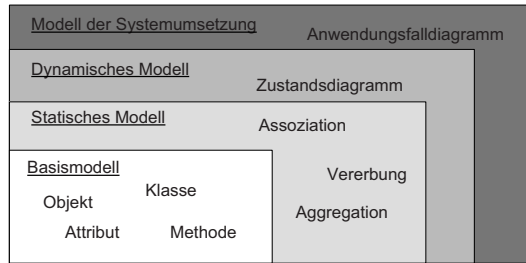 Modell der Systemumsetzung
Anwendungsfalldiagramm
Dynamisches Modell
Zustandsdiagramm
Statisches Modell
Assoziation
Basismodell
Vererbung
Klasse
Objekt
Aggregation
Attribut
Methode